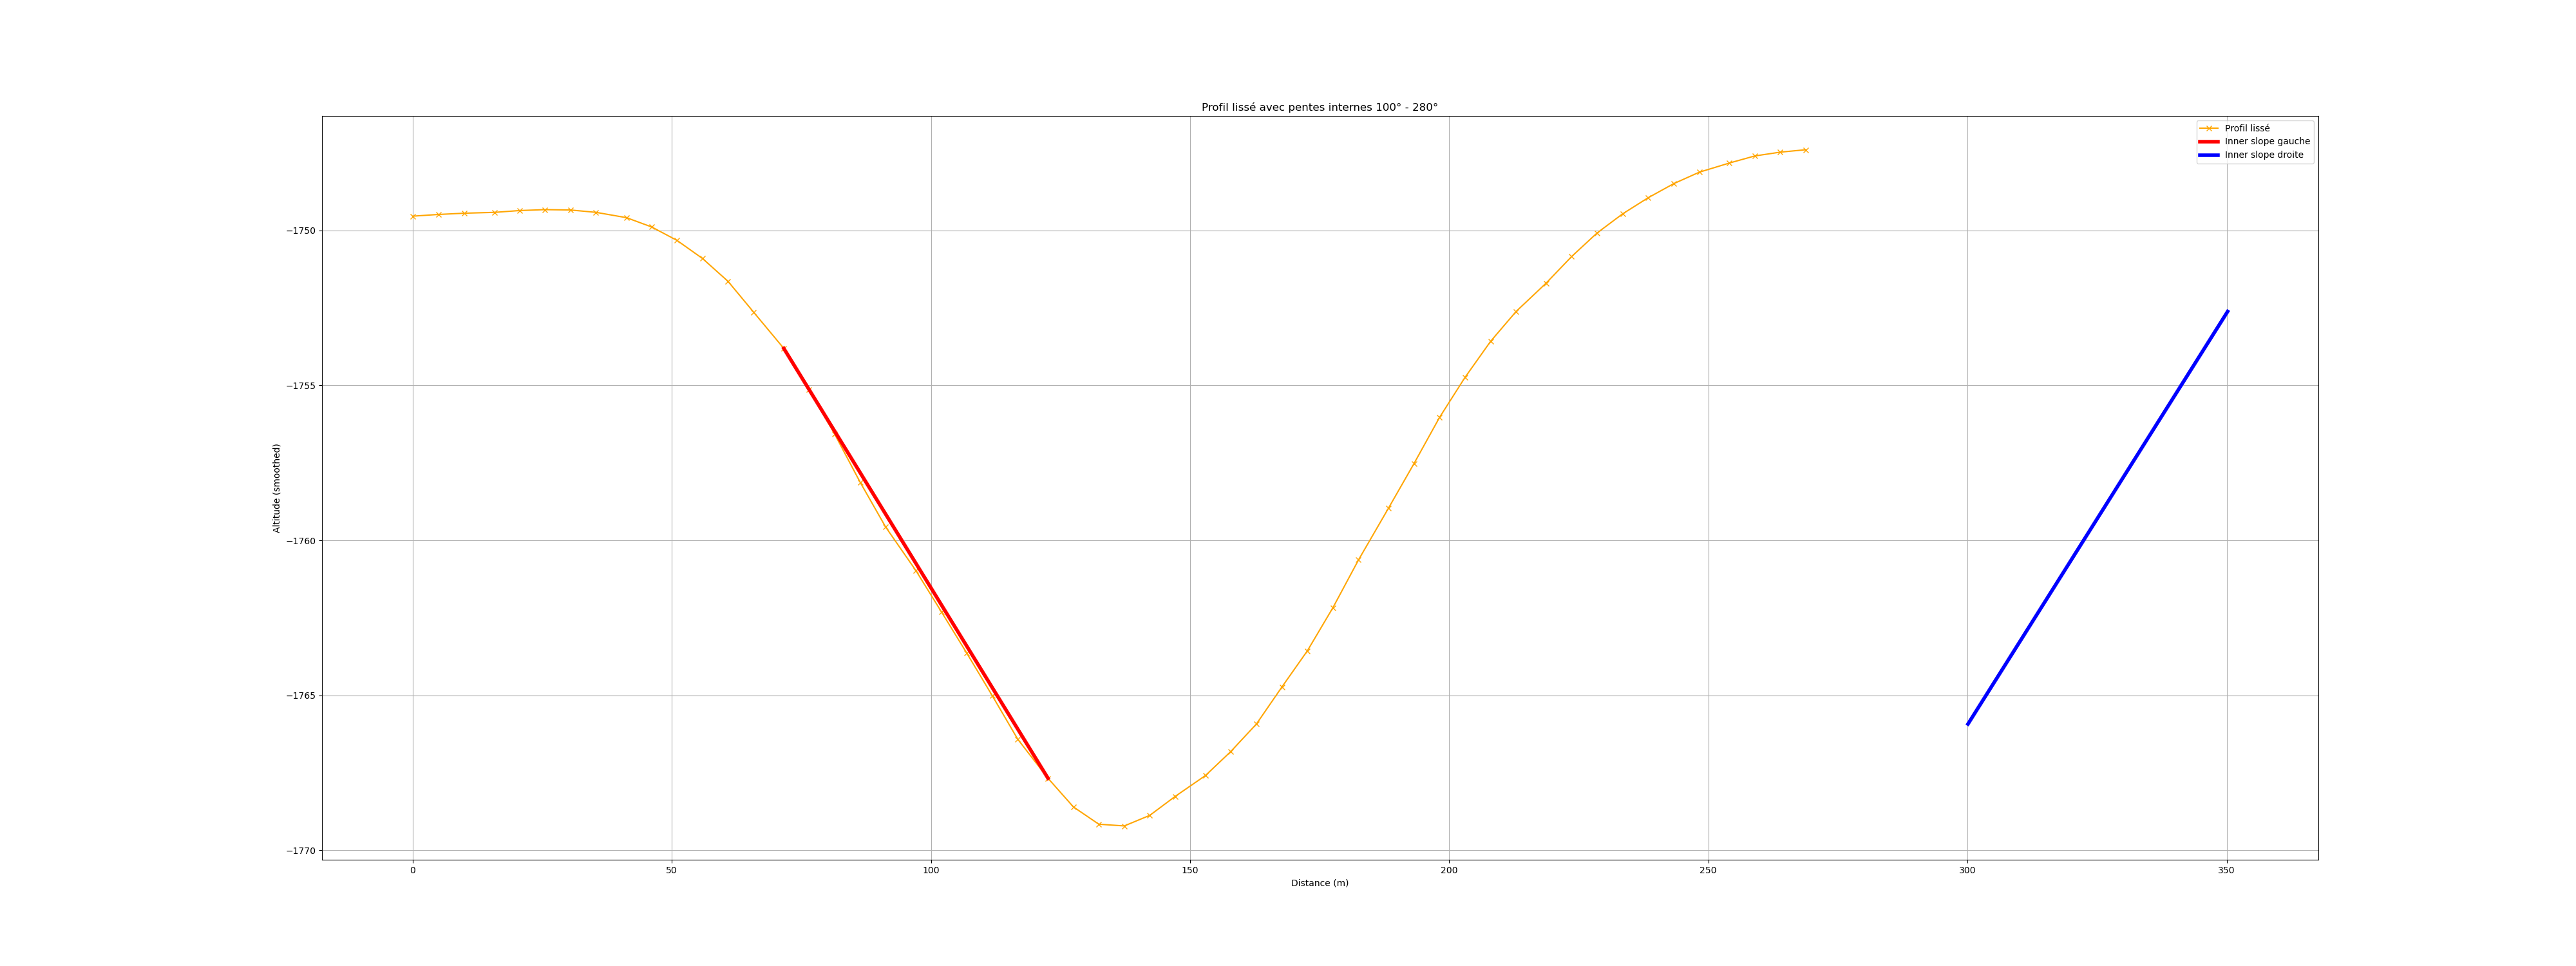 Profil lissé avec pentes internes 100° - 280°
Profil lissé
Inner slope gauche
Inner slope droite
Altitude (smoothed)
−1750
−1755
−1760
−1765
−1770
0 50 100 150 200 250 300 350
Distance (m)